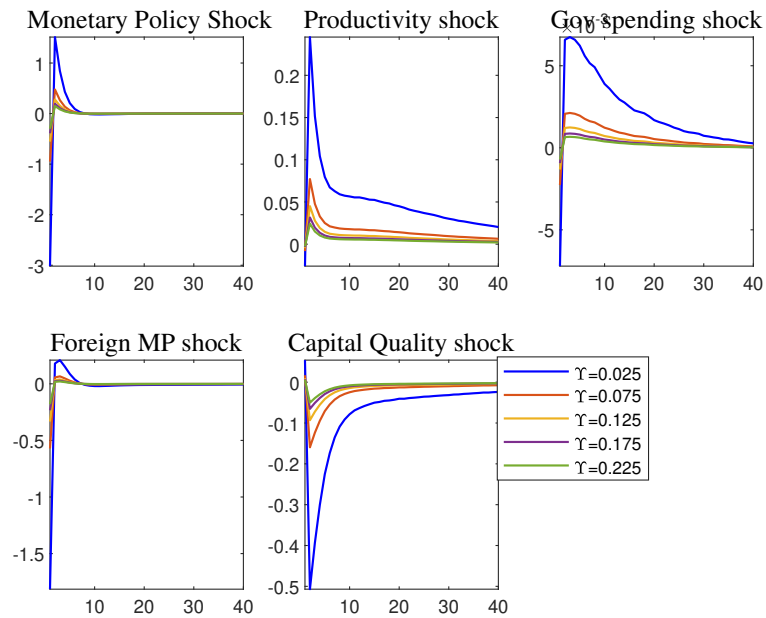 Monetary Policy Shock
Productivity shock
Gov spending shock
×10⁻³
1
0
-1
-2
-3
10 20 30 40
0.2
0.15
0.1
0.05
0
10 20 30 40
5
0
-5
10 20 30 40
Foreign MP shock
Capital Quality shock
0
-0.5
-1
-1.5
10 20 30 40
0
-0.1
-0.2
-0.3
-0.4
-0.5
10 20 30 40
ϒ=0.025
ϒ=0.075
ϒ=0.125
ϒ=0.175
ϒ=0.225